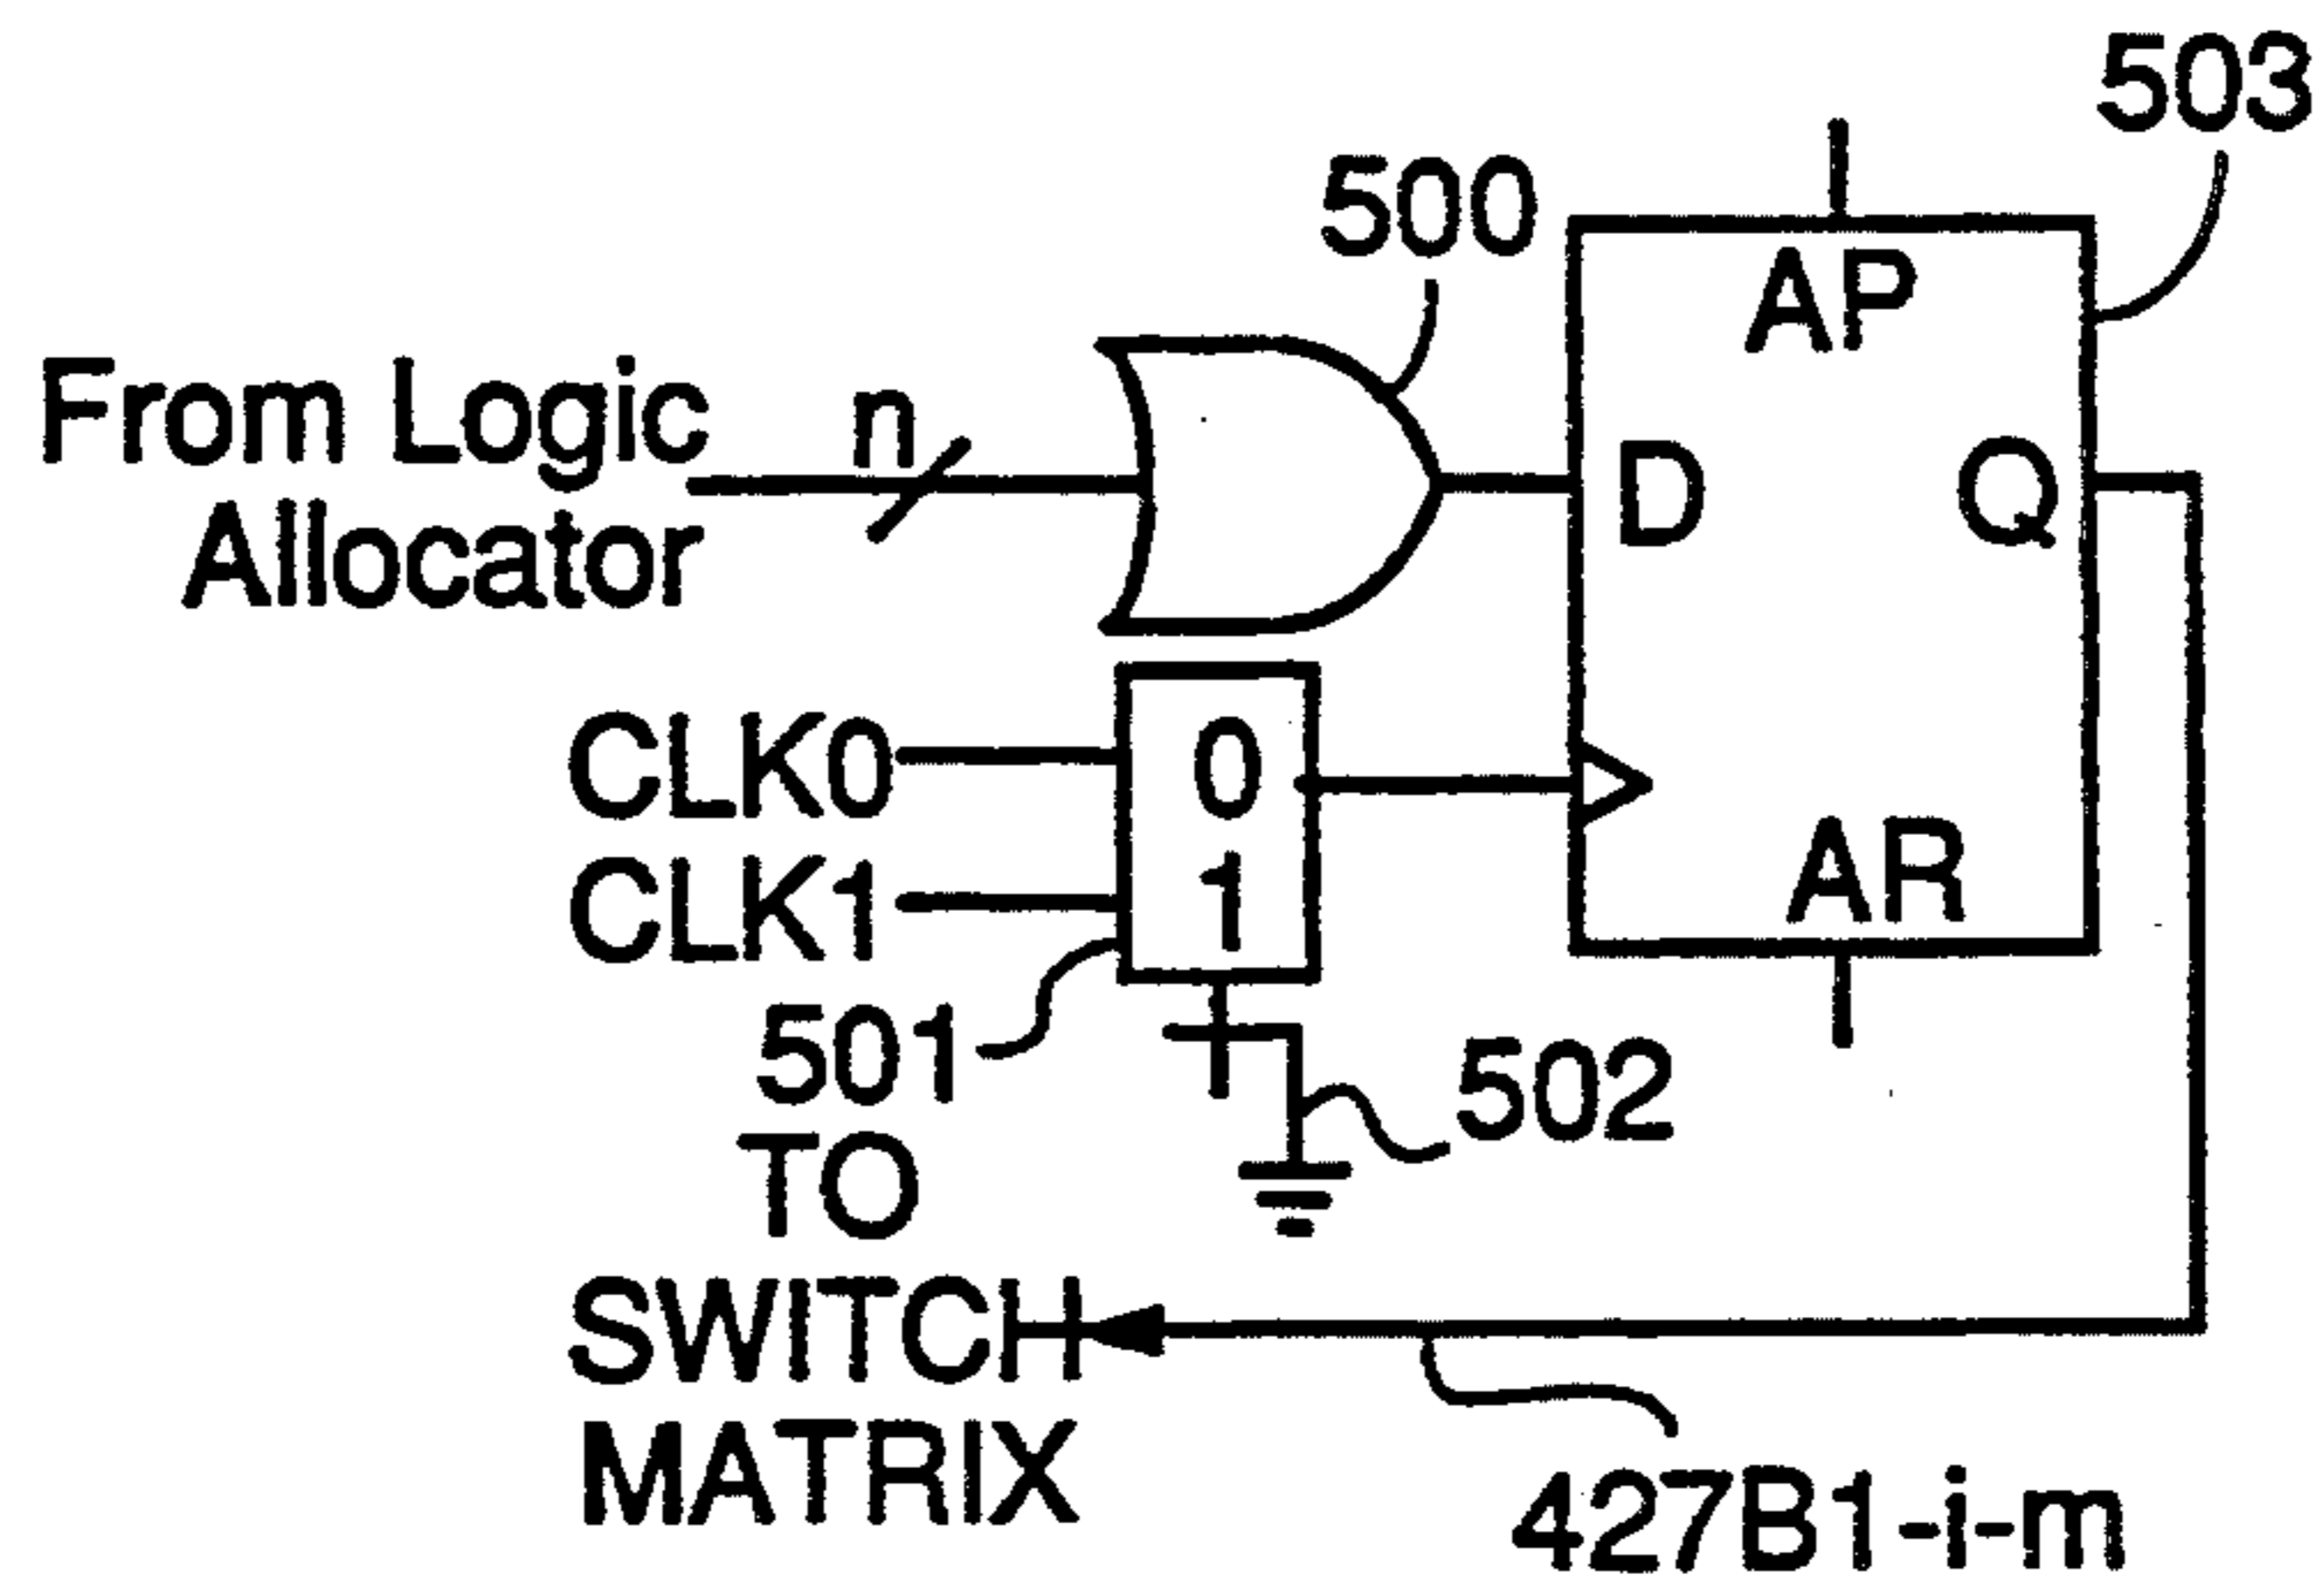 503
500
AP
From Logic
Allocator
n
D
Q
CLK0
0
CLK1
1
AR
501
502
TO
SWITCH
MATRIX
427B1-i-m